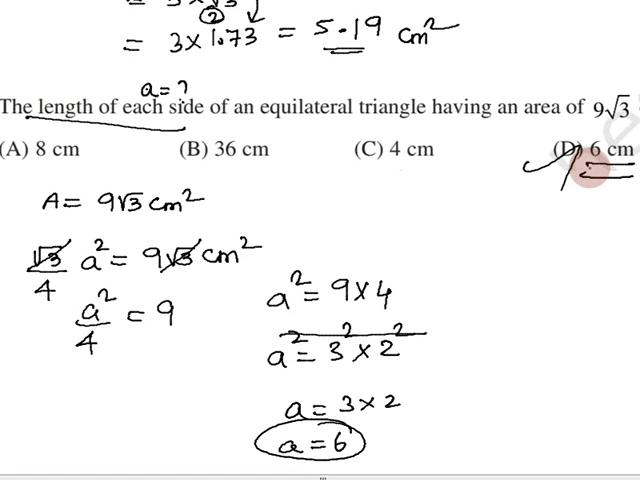 = 3×1.73 = 5.19 cm²
②
a = ?
The length of each side of an equilateral triangle having an area of 9√3
(A) 8 cm (B) 36 cm (C) 4 cm (D) 6 cm
A = 9√3 cm²
√3/4 a² = 9√3 cm²
a²/4 = 9
a² = 9×4
a² = 3² × 2²
a = 3×2
a = 6